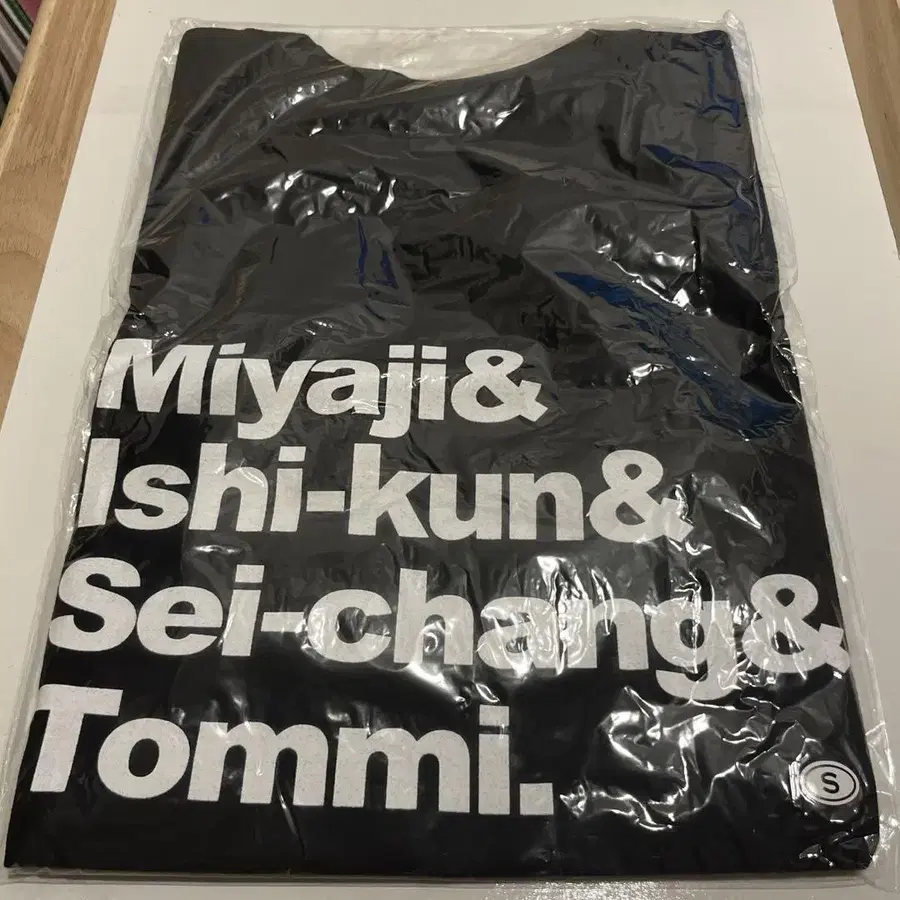 Miyaji&
Ishi-kun&
Sei-chang&
Tommi.
S